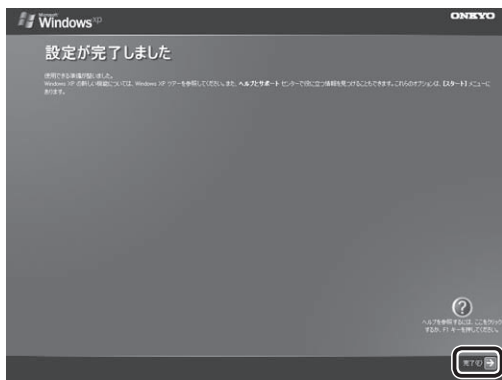 Microsoft
Windows xp
ONKYO
設定が完了しました
使用できる準備が整いました。
Windows XP の新しい機能については、Windows XP ツアーを参照してください。また、ヘルプとサポート センターで役に立つ情報を見つけることもできます。これらのオプションは、[スタート] メニューに
あります。
ヘルプを参照するには、ここをクリック
するか、F1 キーを押してください。
完了(F)